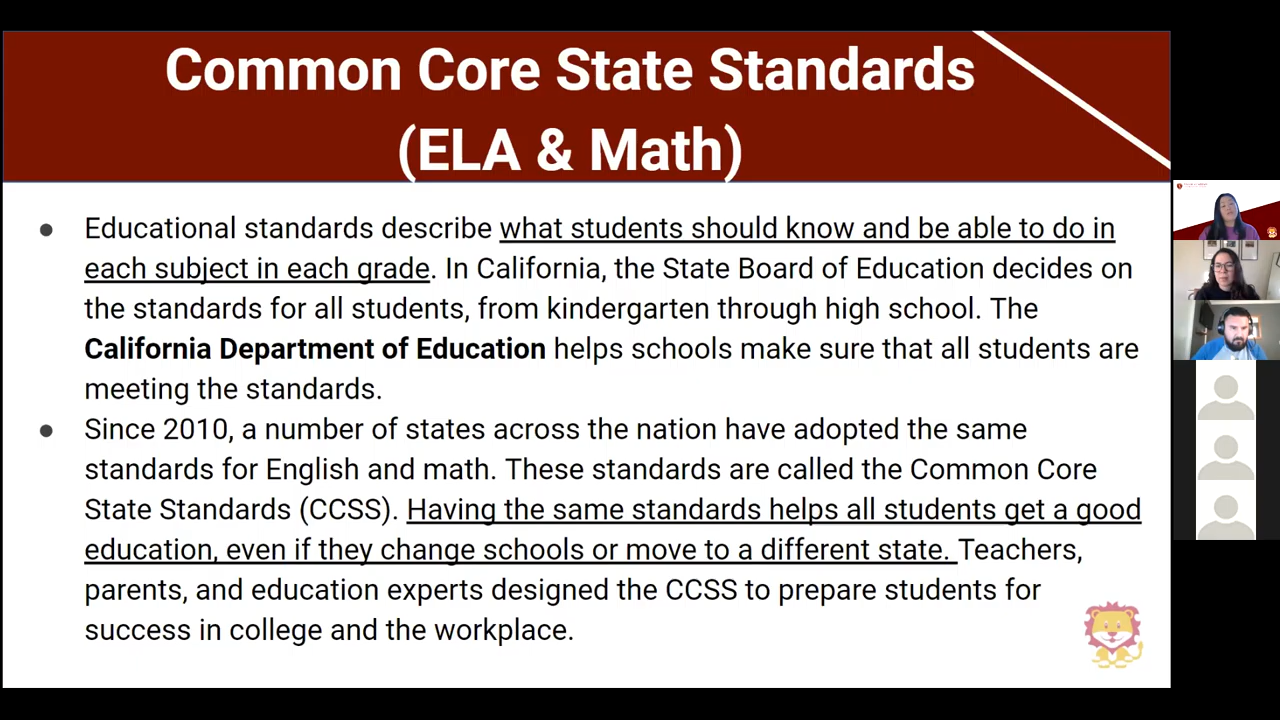 Common Core State Standards
(ELA & Math)
● Educational standards describe what students should know and be able to do in
each subject in each grade. In California, the State Board of Education decides on
the standards for all students, from kindergarten through high school. The
California Department of Education helps schools make sure that all students are
meeting the standards.
● Since 2010, a number of states across the nation have adopted the same
standards for English and math. These standards are called the Common Core
State Standards (CCSS). Having the same standards helps all students get a good
education, even if they change schools or move to a different state. Teachers,
parents, and education experts designed the CCSS to prepare students for
success in college and the workplace.